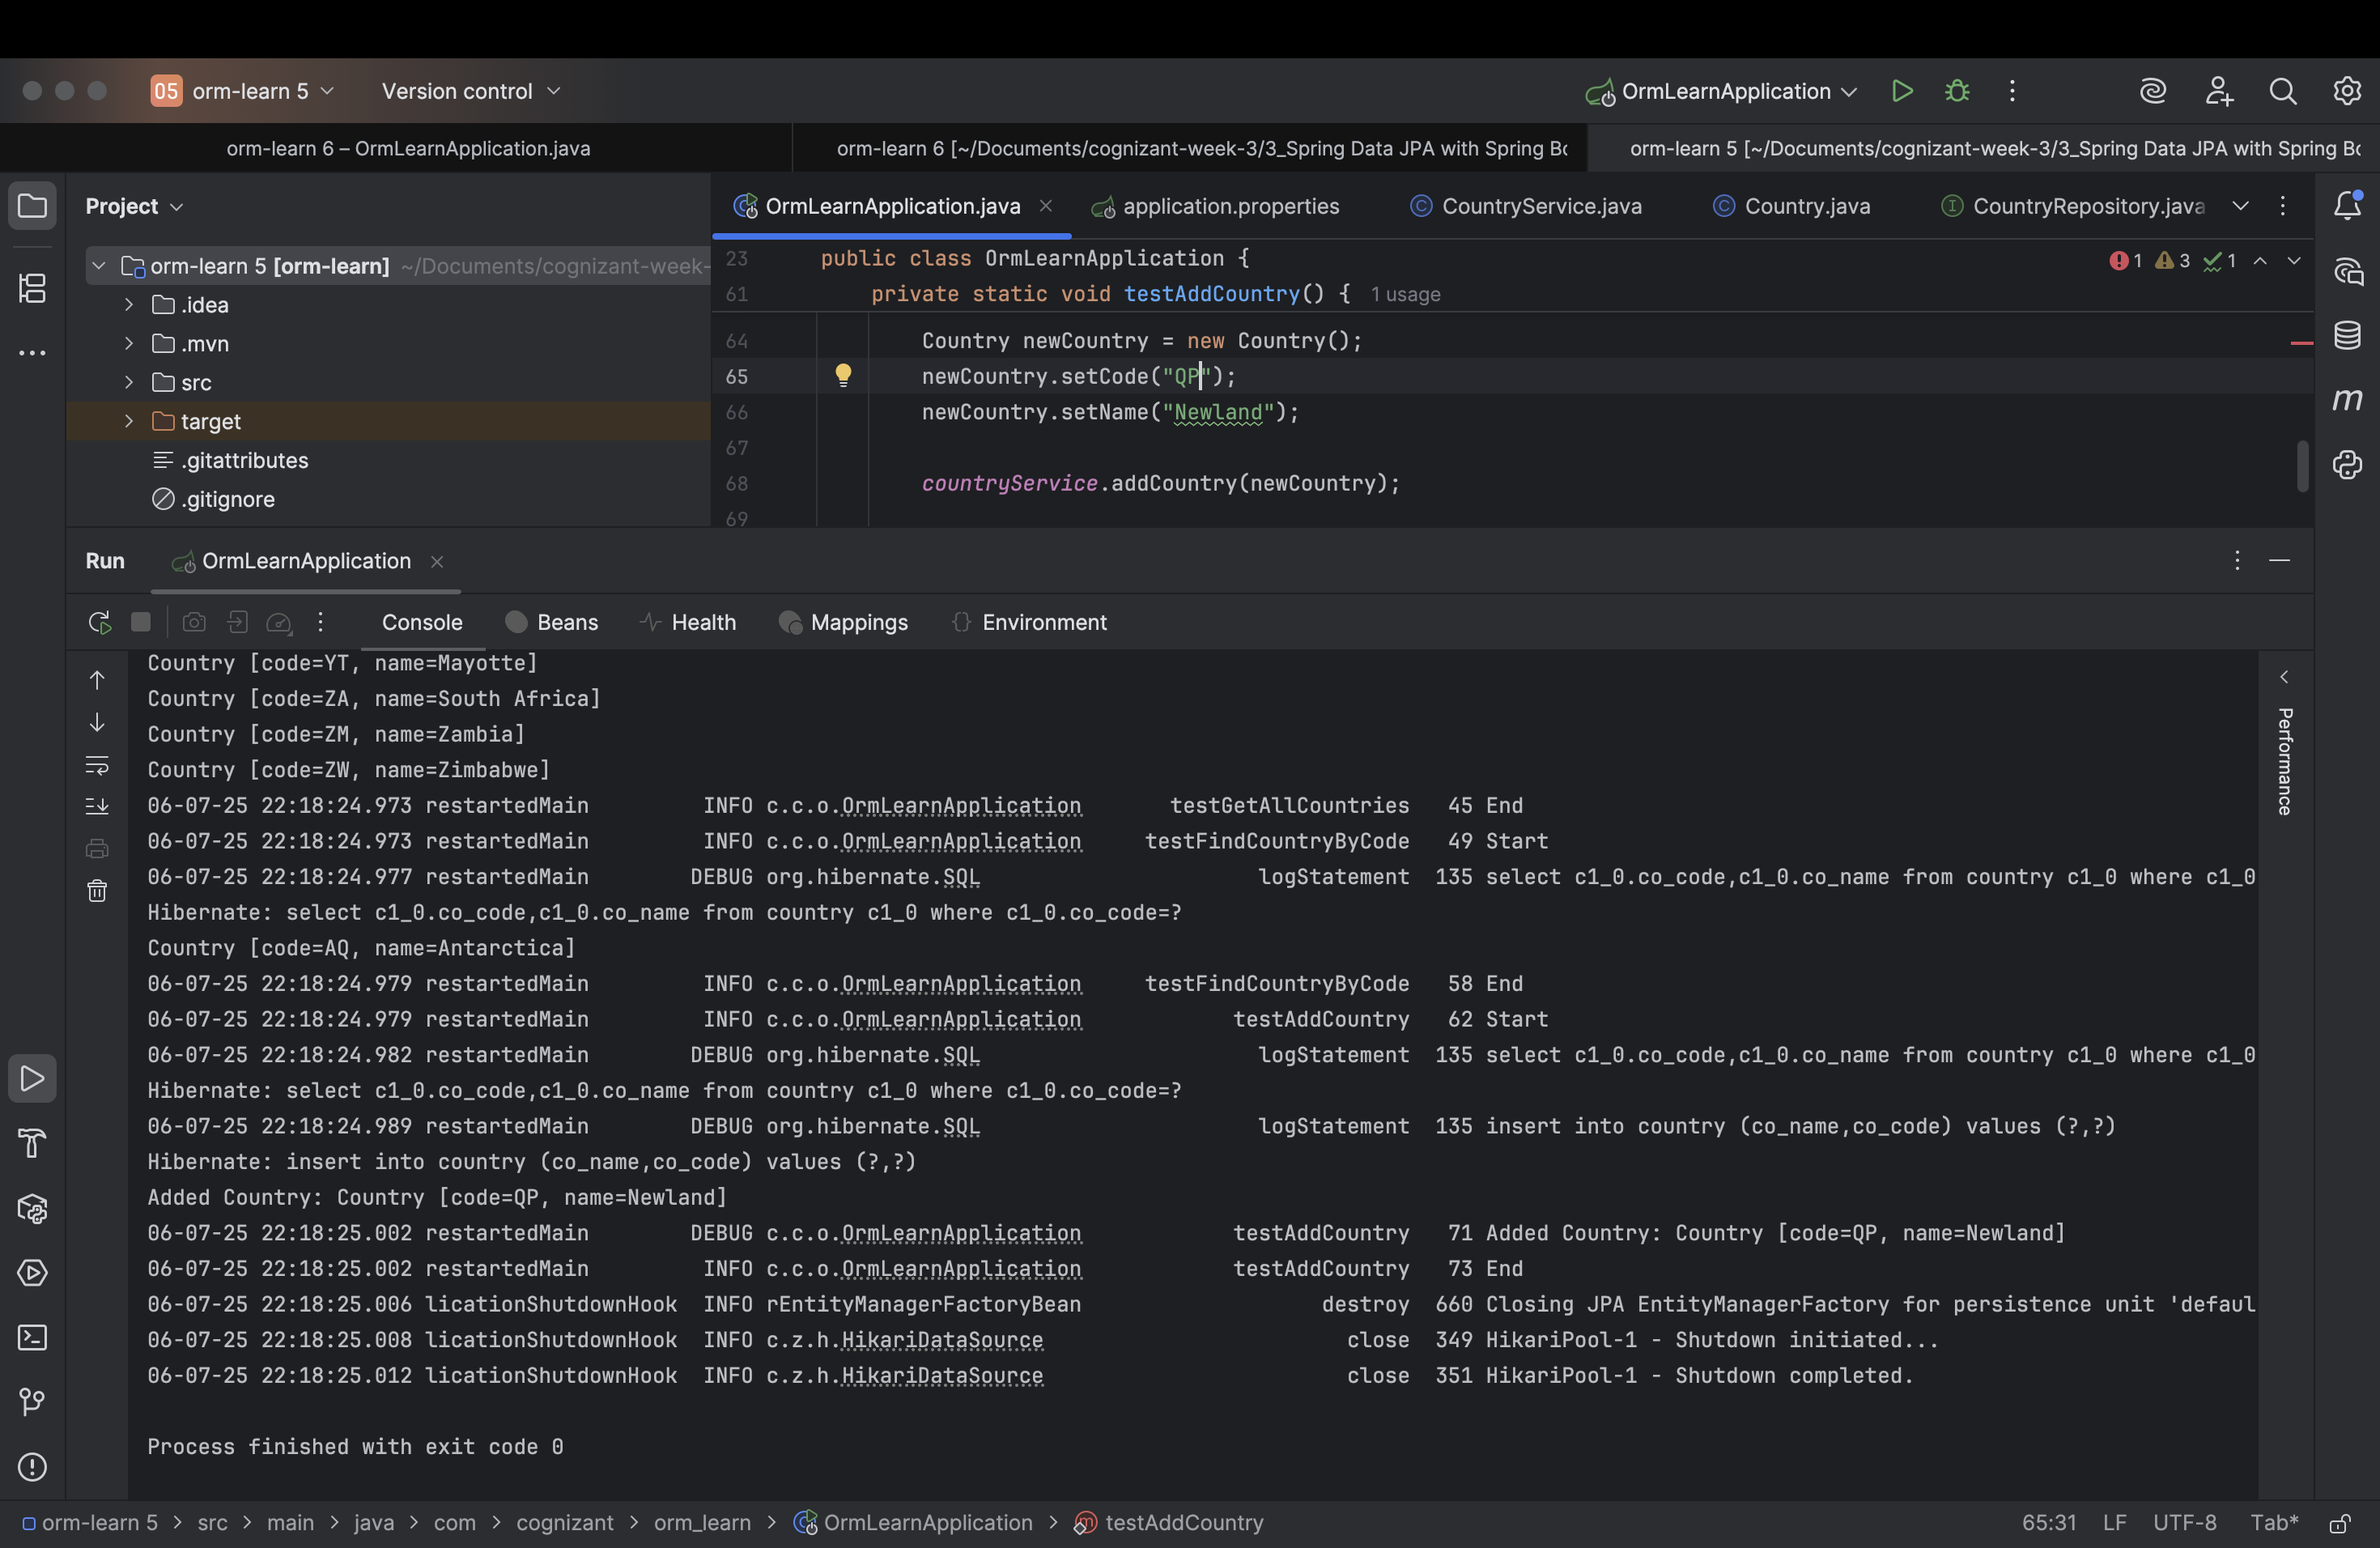 05 orm-learn 5 Version control OrmLearnApplication
orm-learn 6 – OrmLearnApplication.java orm-learn 6 [~/Documents/cognizant-week-3/3_Spring Data JPA with Spring Bo orm-learn 5 [~/Documents/cognizant-week-3/3_Spring Data JPA with Spring Bo
Project
orm-learn 5 [orm-learn] ~/Documents/cognizant-week-
.idea
.mvn
src
target
.gitattributes
.gitignore
OrmLearnApplication.java application.properties CountryService.java Country.java CountryRepository.java
23 public class OrmLearnApplication { 1 3 1
61 private static void testAddCountry() { 1 usage
64 Country newCountry = new Country();
65 newCountry.setCode("QP");
66 newCountry.setName("Newland");
67
68 countryService.addCountry(newCountry);
69
Run OrmLearnApplication
Console Beans Health Mappings Environment
Country [code=YT, name=Mayotte]
Country [code=ZA, name=South Africa]
Country [code=ZM, name=Zambia]
Country [code=ZW, name=Zimbabwe]
06-07-25 22:18:24.973 restartedMain INFO c.c.o.OrmLearnApplication testGetAllCountries 45 End
06-07-25 22:18:24.973 restartedMain INFO c.c.o.OrmLearnApplication testFindCountryByCode 49 Start
06-07-25 22:18:24.977 restartedMain DEBUG org.hibernate.SQL logStatement 135 select c1_0.co_code,c1_0.co_name from country c1_0 where c1_0
Hibernate: select c1_0.co_code,c1_0.co_name from country c1_0 where c1_0.co_code=?
Country [code=AQ, name=Antarctica]
06-07-25 22:18:24.979 restartedMain INFO c.c.o.OrmLearnApplication testFindCountryByCode 58 End
06-07-25 22:18:24.979 restartedMain INFO c.c.o.OrmLearnApplication testAddCountry 62 Start
06-07-25 22:18:24.982 restartedMain DEBUG org.hibernate.SQL logStatement 135 select c1_0.co_code,c1_0.co_name from country c1_0 where c1_0
Hibernate: select c1_0.co_code,c1_0.co_name from country c1_0 where c1_0.co_code=?
06-07-25 22:18:24.989 restartedMain DEBUG org.hibernate.SQL logStatement 135 insert into country (co_name,co_code) values (?,?)
Hibernate: insert into country (co_name,co_code) values (?,?)
Added Country: Country [code=QP, name=Newland]
06-07-25 22:18:25.002 restartedMain DEBUG c.c.o.OrmLearnApplication testAddCountry 71 Added Country: Country [code=QP, name=Newland]
06-07-25 22:18:25.002 restartedMain INFO c.c.o.OrmLearnApplication testAddCountry 73 End
06-07-25 22:18:25.006 licationShutdownHook INFO rEntityManagerFactoryBean destroy 660 Closing JPA EntityManagerFactory for persistence unit 'defaul
06-07-25 22:18:25.008 licationShutdownHook INFO c.z.h.HikariDataSource close 349 HikariPool-1 - Shutdown initiated...
06-07-25 22:18:25.012 licationShutdownHook INFO c.z.h.HikariDataSource close 351 HikariPool-1 - Shutdown completed.
Process finished with exit code 0
Performance
orm-learn 5 > src > main > java > com > cognizant > orm_learn > OrmLearnApplication > testAddCountry 65:31 LF UTF-8 Tab*